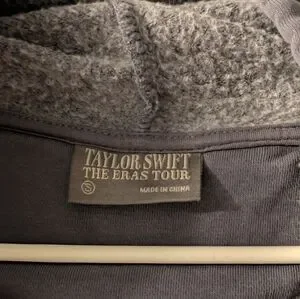 TAYLOR SWIFT
THE ERAS TOUR
S MADE IN CHINA